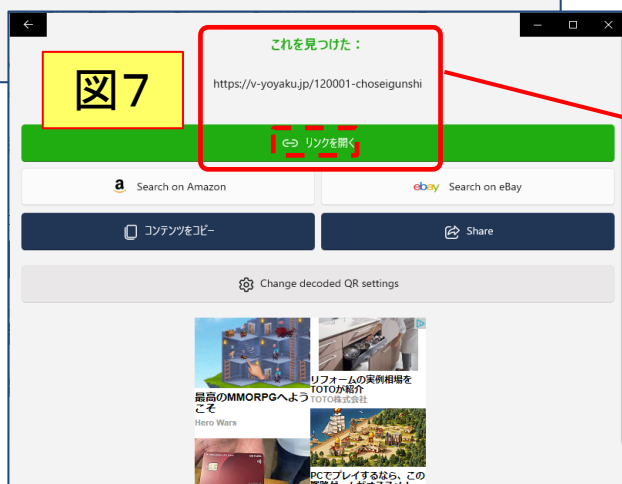 これを見つけた：
図7
https://v-yoyaku.jp/120001-choseigunshi
リンクを開く
a Search on Amazon
ebay Search on eBay
コンテンツをコピー
Share
Change decoded QR settings
最高のMMORPGへようこそ
Hero Wars
リフォームの実例相場を
TOTOが紹介
TOTO株式会社
PCでプレイするなら、この